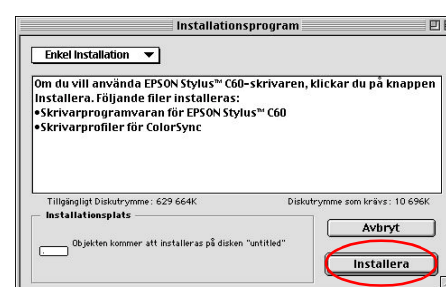 Installationsprogram
Enkel Installation
Om du vill använda EPSON Stylus™ C60-skrivaren, klickar du på knappen
Installera. Följande filer installeras:
•Skrivarprogramvaran för EPSON Stylus™ C60
•Skrivarprofiler för ColorSync
Tillgängligt Diskutrymme: 629 664K Diskutrymme som krävs: 10 696K
Installationsplats
Objekten kommer att installeras på disken "untitled"
Avbryt
Installera